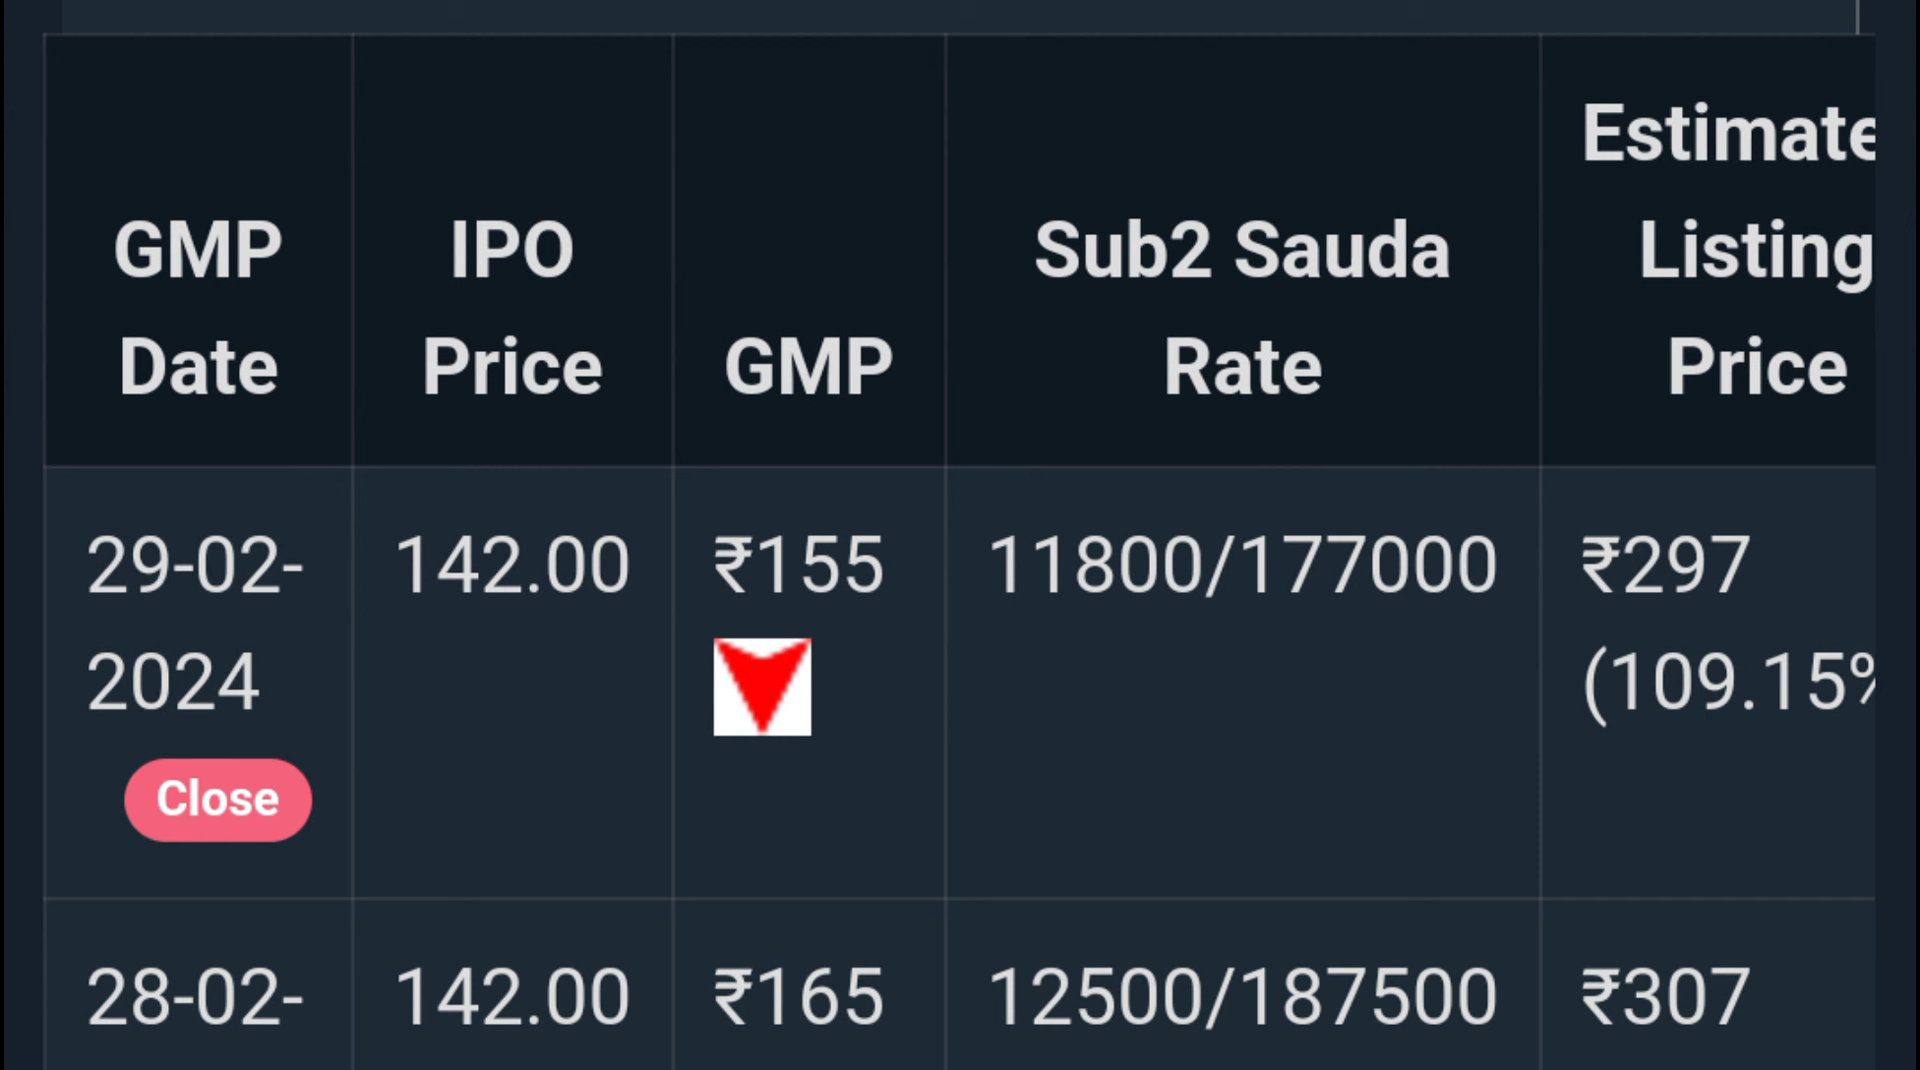 GMP Date
IPO Price
GMP
Sub2 Sauda Rate
Estimate Listing Price
29-02-2024
Close
142.00
₹155
11800/177000
₹297
(109.15%
28-02-
142.00
₹165
12500/187500
₹307